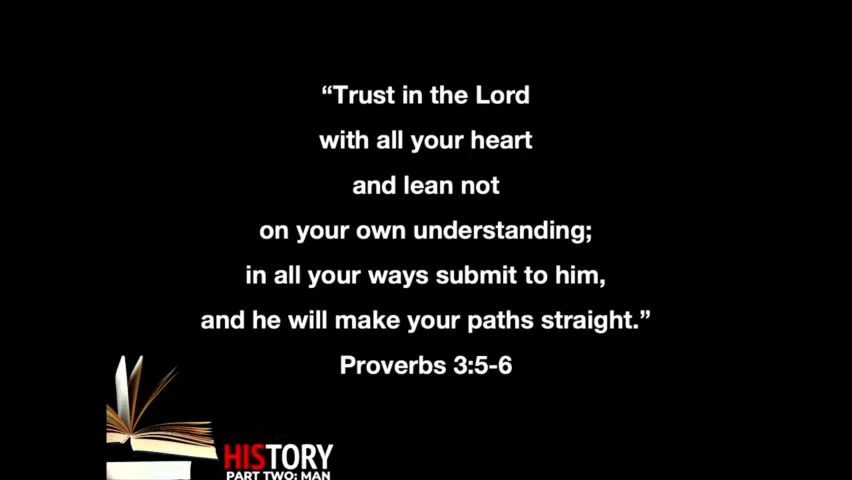 “Trust in the Lord
with all your heart
and lean not
on your own understanding;
in all your ways submit to him,
and he will make your paths straight.”
Proverbs 3:5-6
HISTORY
PART TWO: MAN